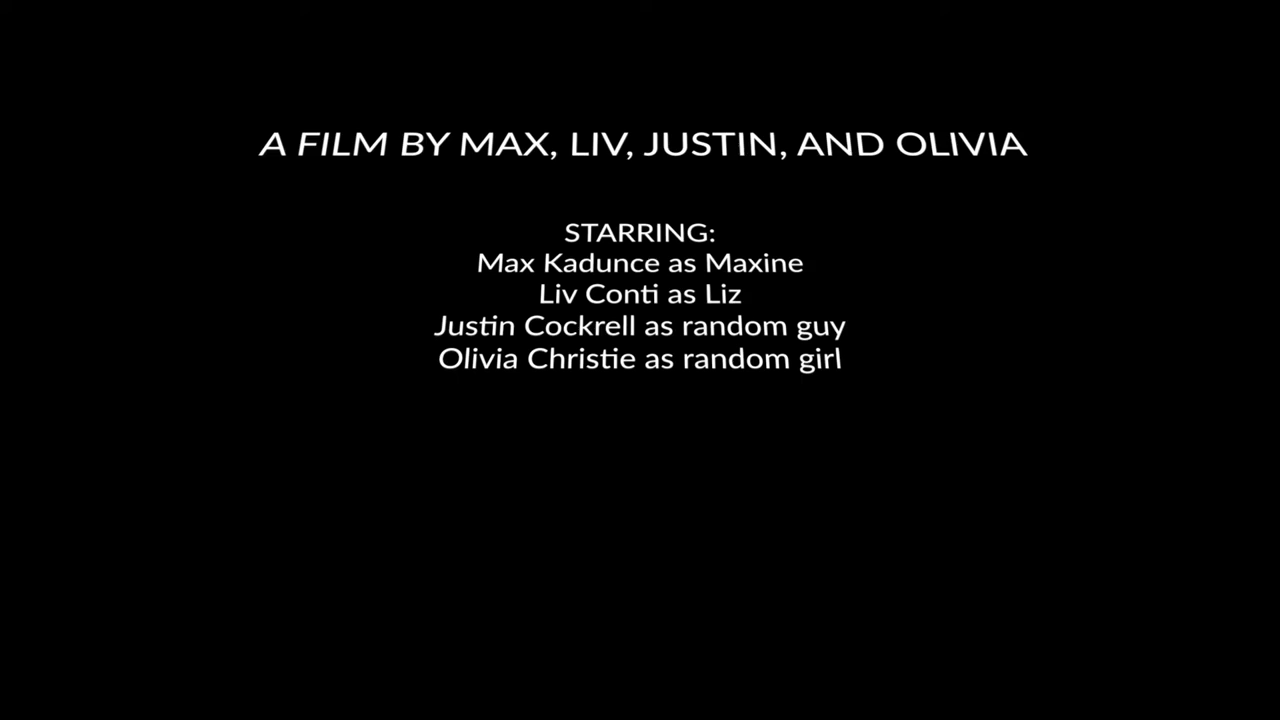 A FILM BY MAX, LIV, JUSTIN, AND OLIVIA
STARRING:
Max Kadunce as Maxine
Liv Conti as Liz
Justin Cockrell as random guy
Olivia Christie as random girl